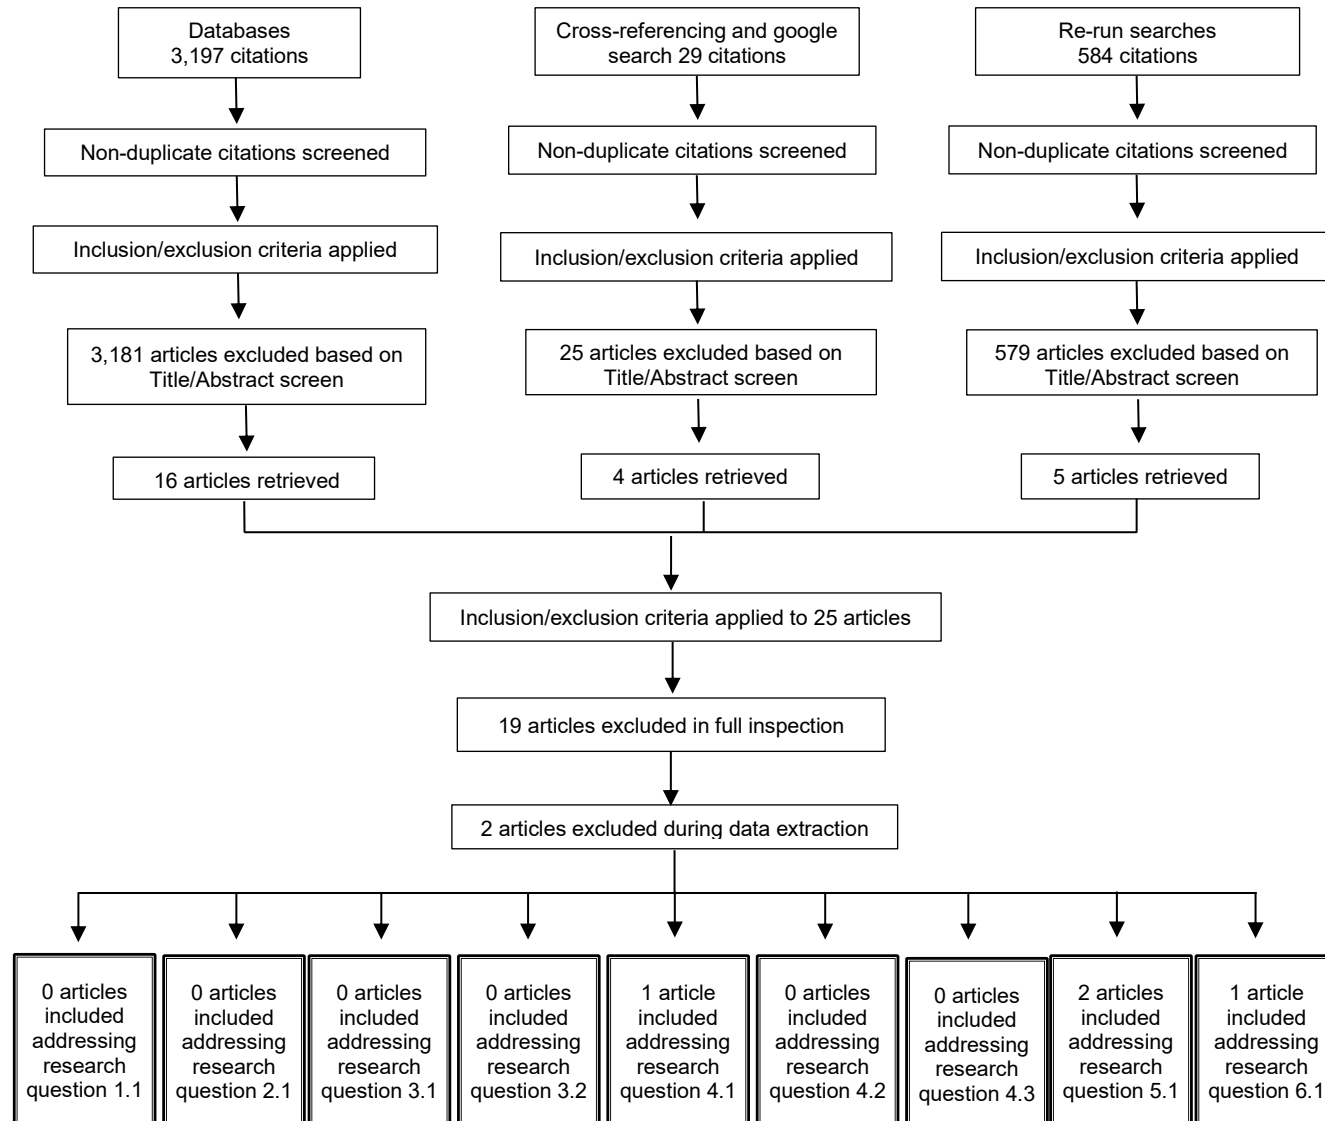 Databases
3,197 citations
Cross-referencing and google
search 29 citations
Re-run searches
584 citations
Non-duplicate citations screened
Non-duplicate citations screened
Non-duplicate citations screened
Inclusion/exclusion criteria applied
Inclusion/exclusion criteria applied
Inclusion/exclusion criteria applied
3,181 articles excluded based on
Title/Abstract screen
25 articles excluded based on
Title/Abstract screen
579 articles excluded based on
Title/Abstract screen
16 articles retrieved
4 articles retrieved
5 articles retrieved
Inclusion/exclusion criteria applied to 25 articles
19 articles excluded in full inspection
2 articles excluded during data extraction
0 articles
included
addressing
research
question 1.1
0 articles
included
addressing
research
question 2.1
0 articles
included
addressing
research
question 3.1
0 articles
included
addressing
research
question 3.2
1 article
included
addressing
research
question 4.1
0 articles
included
addressing
research
question 4.2
0 articles
included
addressing
research
question 4.3
2 articles
included
addressing
research
question 5.1
1 article
included
addressing
research
question 6.1